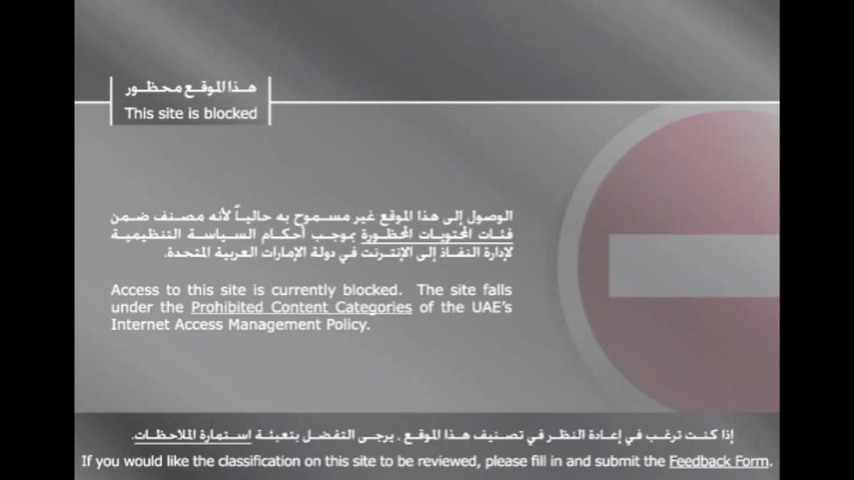 هذا الموقع محظور
This site is blocked
الوصول إلى هذا الموقع غير مسموح به حالياً لأنه مصنف ضمن
فئات المحتويات المحظورة بموجب أحكام السياسة التنظيمية
لإدارة النفاذ إلى الإنترنت في دولة الإمارات العربية المتحدة.
Access to this site is currently blocked. The site falls
under the Prohibited Content Categories of the UAE's
Internet Access Management Policy.
إذا كنت ترغب في إعادة النظر في تصنيف هذا الموقع ، يرجى التفضل بتعبئة استمارة الملاحظات.
If you would like the classification on this site to be reviewed, please fill in and submit the Feedback Form.